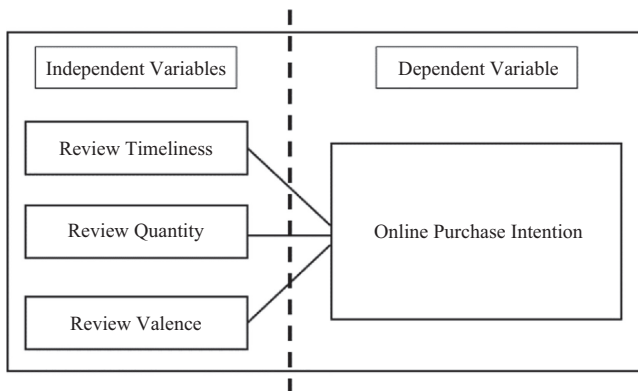 Independent Variables
Dependent Variable
Review Timeliness
Review Quantity
Online Purchase Intention
Review Valence